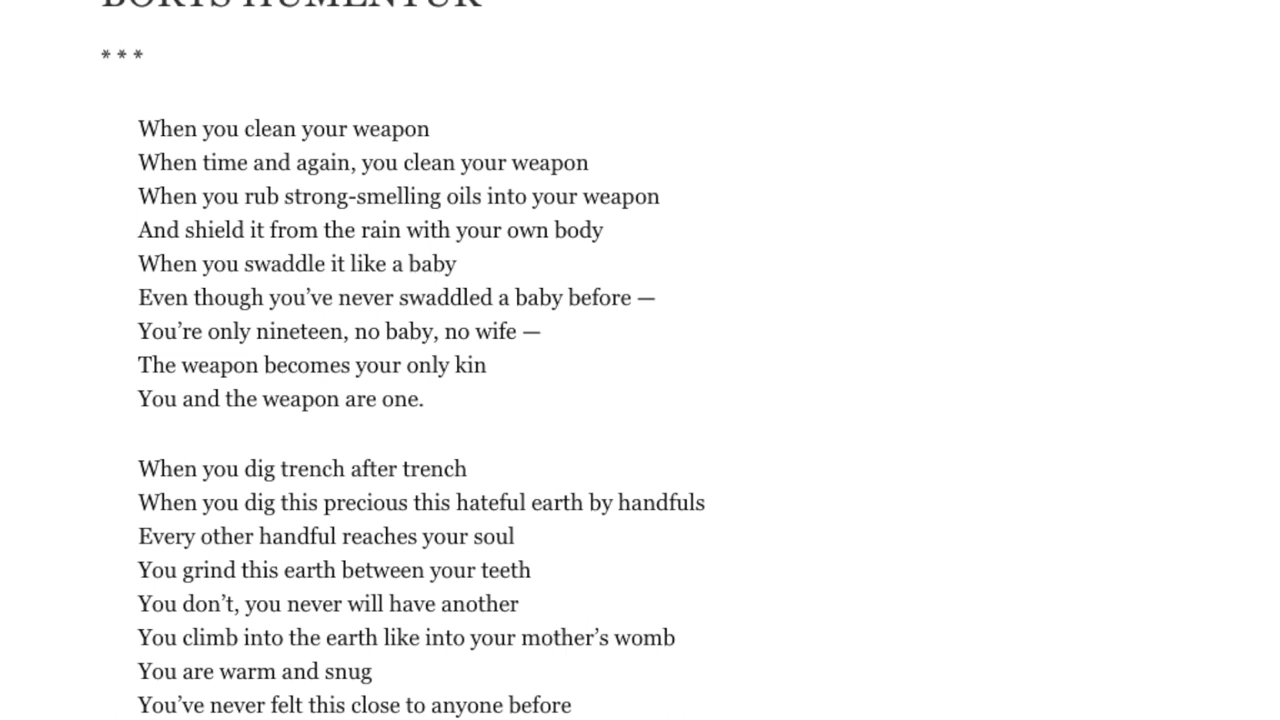 BORYS HUMENYUK
* * *
When you clean your weapon
When time and again, you clean your weapon
When you rub strong-smelling oils into your weapon
And shield it from the rain with your own body
When you swaddle it like a baby
Even though you’ve never swaddled a baby before —
You’re only nineteen, no baby, no wife —
The weapon becomes your only kin
You and the weapon are one.
When you dig trench after trench
When you dig this precious this hateful earth by handfuls
Every other handful reaches your soul
You grind this earth between your teeth
You don’t, you never will have another
You climb into the earth like into your mother’s womb
You are warm and snug
You’ve never felt this close to anyone before